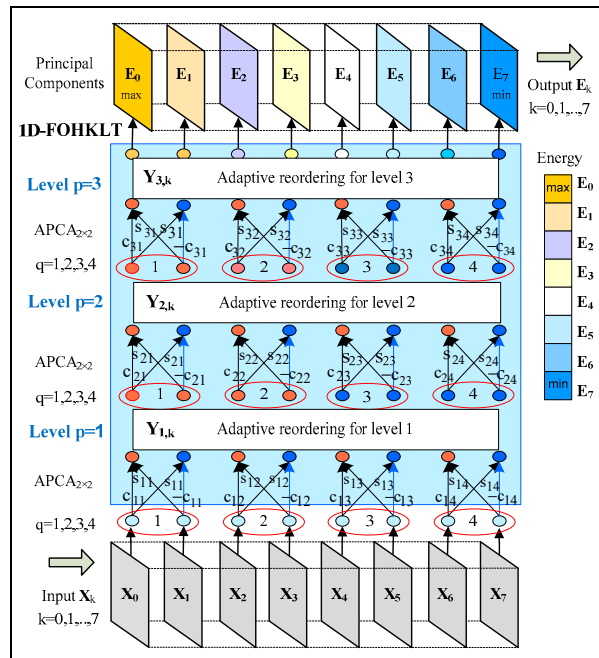 Principal
Components
E0
max
E1
E2
E3
E4
E5
E6
E7
min
Output Ek
k=0,1,..,7
1D-FOHKLT
Energy
max E0
E1
E2
E3
E4
E5
E6
min E7
Level p=3
Y3,k Adaptive reordering for level 3
APCA2×2
c31 s31 s31 −c31 c32 s32 s32 −c32 c33 s33 s33 −c33 c34 s34 s34 −c34
q=1,2,3,4
1 2 3 4
Level p=2
Y2,k Adaptive reordering for level 2
APCA2×2
c21 s21 s21 −c21 c22 s22 s22 −c22 c23 s23 s23 −c23 c24 s24 s24 −c24
q=1,2,3,4
1 2 3 4
Level p=1
Y1,k Adaptive reordering for level 1
APCA2×2
c11 s11 s11 −c11 c12 s12 s12 −c12 c13 s13 s13 −c13 c14 s14 s14 −c14
q=1,2,3,4
1 2 3 4
Input Xk
k=0,1,..,7
X0
X1
X2
X3
X4
X5
X6
X7